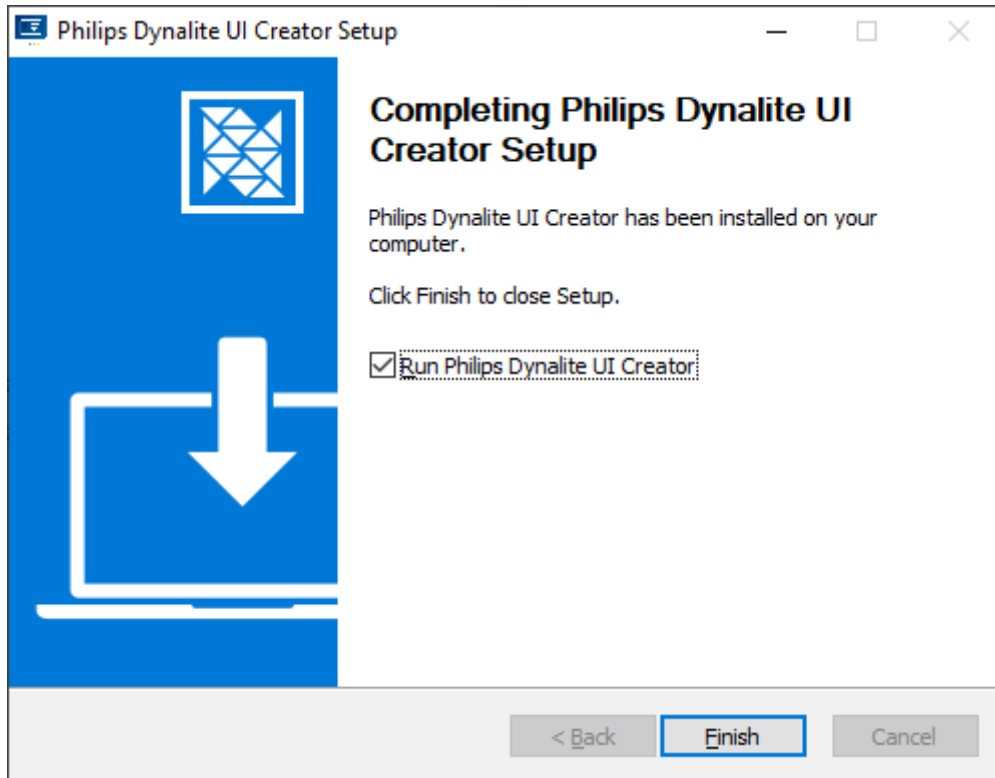 Philips Dynalite UI Creator Setup
Completing Philips Dynalite UI
Creator Setup
Philips Dynalite UI Creator has been installed on your
computer.
Click Finish to close Setup.
Run Philips Dynalite UI Creator
< Back Finish Cancel